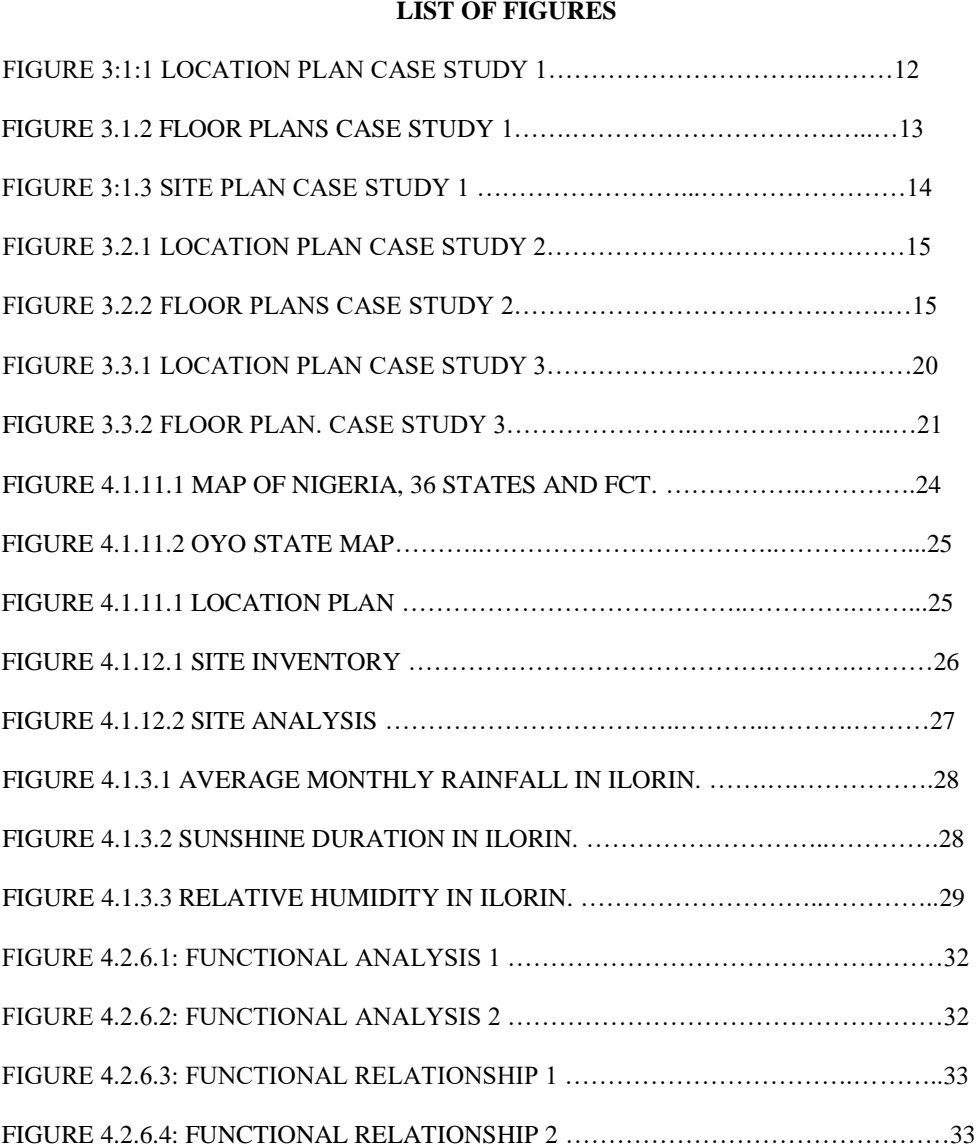 LIST OF FIGURES
FIGURE 3:1:1 LOCATION PLAN CASE STUDY 1…………………………..………12
FIGURE 3.1.2 FLOOR PLANS CASE STUDY 1…….……………………….…..…13
FIGURE 3:1.3 SITE PLAN CASE STUDY 1 …………………...…………………14
FIGURE 3.2.1 LOCATION PLAN CASE STUDY 2………………………………15
FIGURE 3.2.2 FLOOR PLANS CASE STUDY 2…………………………….…….…15
FIGURE 3.3.1 LOCATION PLAN CASE STUDY 3………………………….……20
FIGURE 3.3.2 FLOOR PLAN. CASE STUDY 3………………..………………..…21
FIGURE 4.1.11.1 MAP OF NIGERIA, 36 STATES AND FCT. ……………..………….24
FIGURE 4.1.11.2 OYO STATE MAP………..………………………..……………...25
FIGURE 4.1.11.1 LOCATION PLAN ……………………………..……….……...25
FIGURE 4.1.12.1 SITE INVENTORY ………………………………………………26
FIGURE 4.1.12.2 SITE ANALYSIS ………………………….…………….………27
FIGURE 4.1.3.1 AVERAGE MONTHLY RAINFALL IN ILORIN. …….….…………….28
FIGURE 4.1.3.2 SUNSHINE DURATION IN ILORIN. ……………………..………….28
FIGURE 4.1.3.3 RELATIVE HUMIDITY IN ILORIN. ……………………..…………..29
FIGURE 4.2.6.1: FUNCTIONAL ANALYSIS 1 ………………………………………32
FIGURE 4.2.6.2: FUNCTIONAL ANALYSIS 2 ………………………………………32
FIGURE 4.2.6.3: FUNCTIONAL RELATIONSHIP 1 ……………………….………..33
FIGURE 4.2.6.4: FUNCTIONAL RELATIONSHIP 2 …………………………………33